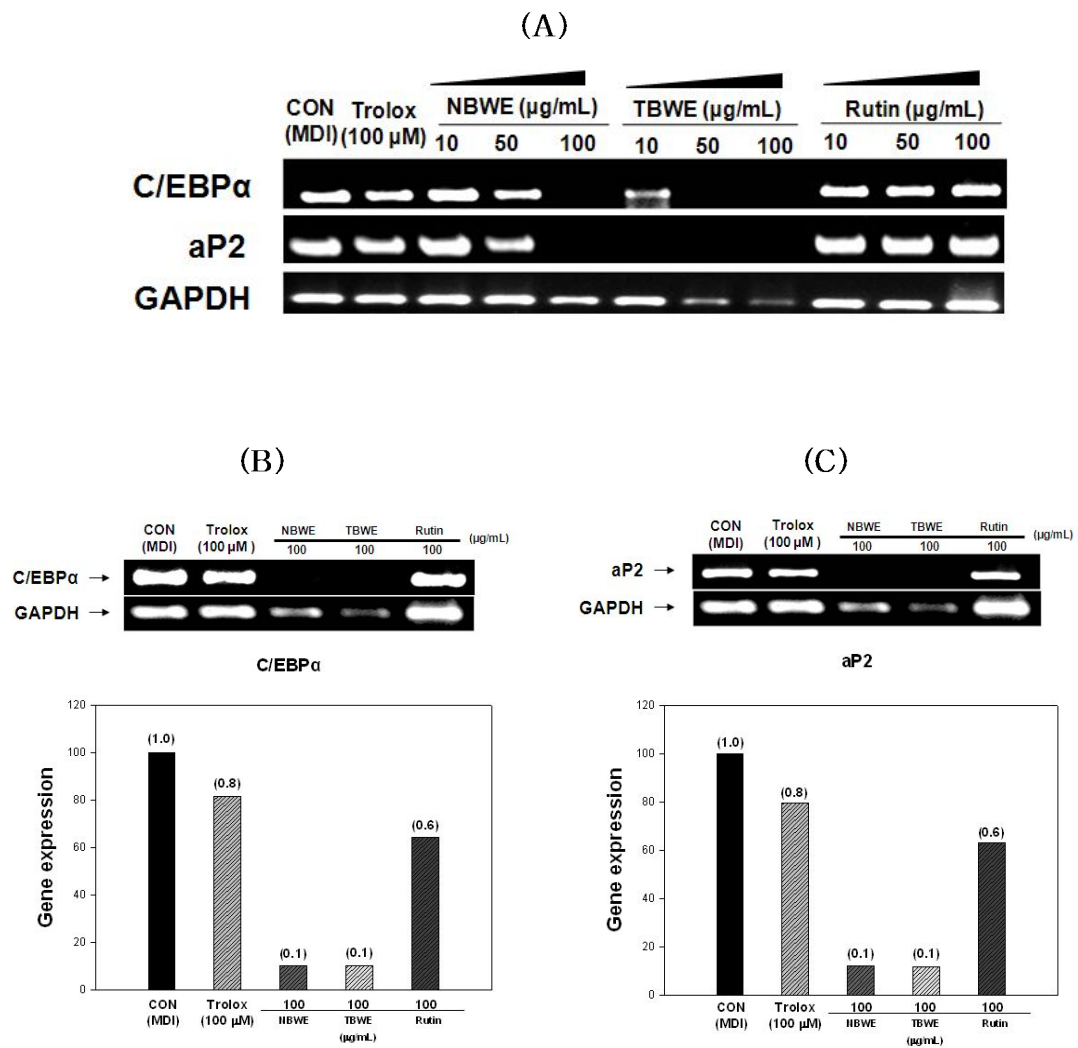 (A)
CON
(MDI)
Trolox
(100 µM)
NBWE (µg/mL)
10 50 100
TBWE (µg/mL)
10 50 100
Rutin (µg/mL)
10 50 100
C/EBPα
aP2
GAPDH
(B)
CON
(MDI)
Trolox
(100 µM )
NBWE
100
TBWE
100
Rutin
100
(µg/mL)
C/EBPα →
GAPDH →
C/EBPα
Gene expression
120
100
80
60
40
20
0
(1.0)
(0.8)
(0.1)
(0.1)
(0.6)
CON
(MDI)
Trolox
(100 µM)
100
NBWE
100
TBWE
100
Rutin
(µg/mL)
(C)
CON
(MDI)
Trolox
(100 µM)
NBWE
100
TBWE
100
Rutin
100
(µg/mL)
aP2 →
GAPDH →
aP2
Gene expression
120
100
80
60
40
20
0
(1.0)
(0.8)
(0.1)
(0.1)
(0.6)
CON
(MDI)
Trolox
(100 µM)
100
NBWE
100
TBWE
100
Rutin
(µg/mL)